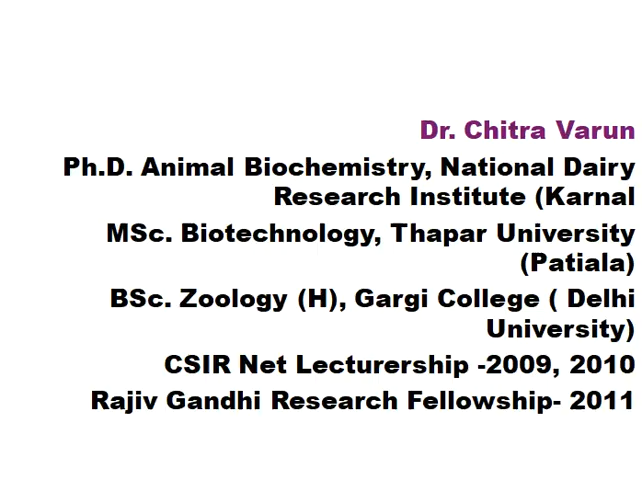 Dr. Chitra Varun
Ph.D. Animal Biochemistry, National Dairy
Research Institute (Karnal
MSc. Biotechnology, Thapar University
(Patiala)
BSc. Zoology (H), Gargi College ( Delhi
University)
CSIR Net Lecturership -2009, 2010
Rajiv Gandhi Research Fellowship- 2011